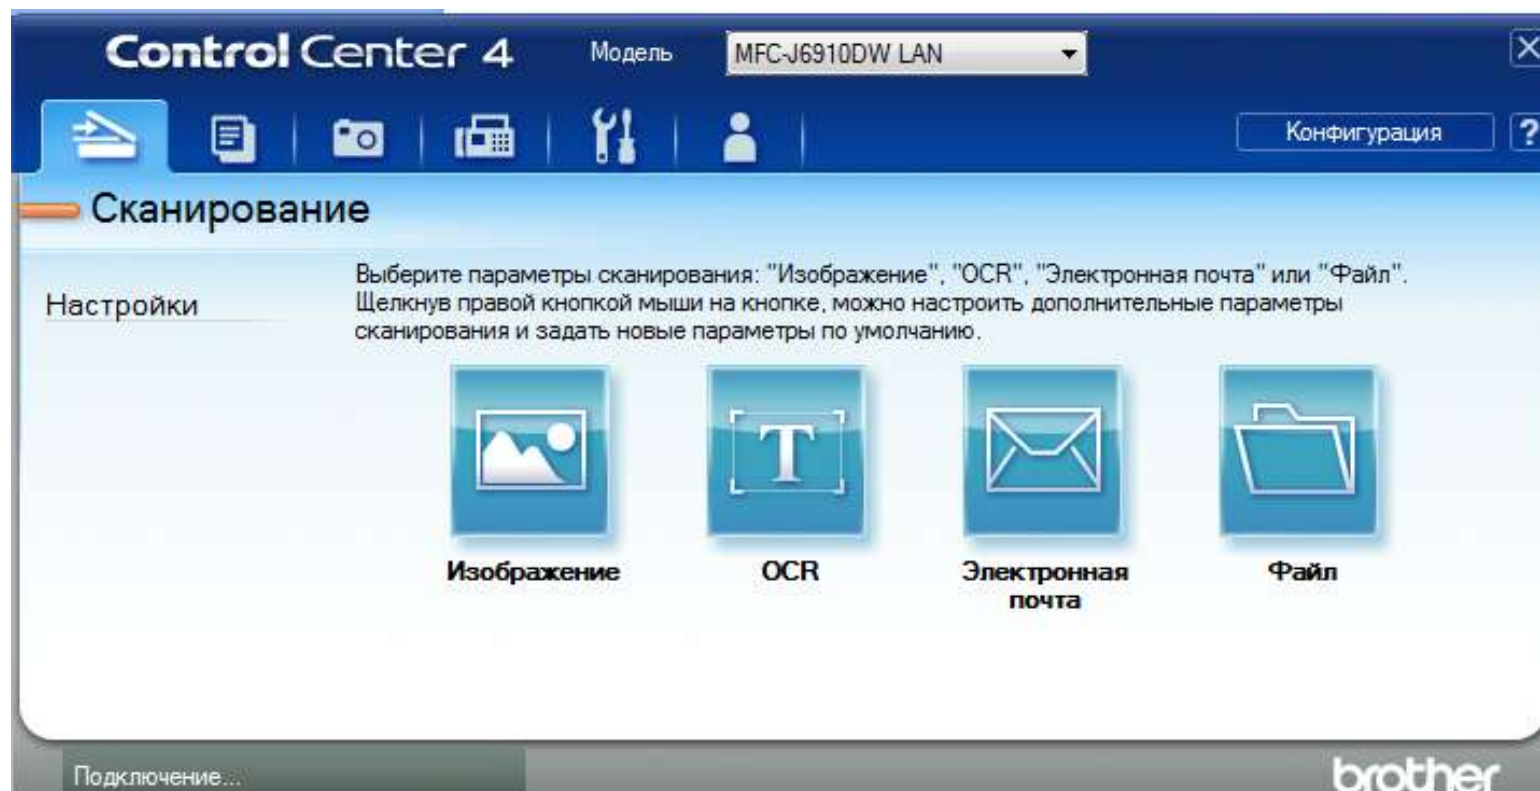 Control Center 4 Модель MFC-J6910DW LAN
Конфигурация ?
Сканирование
Настройки
Выберите параметры сканирования: "Изображение", "OCR", "Электронная почта" или "Файл".
Щелкнув правой кнопкой мыши на кнопке, можно настроить дополнительные параметры
сканирования и задать новые параметры по умолчанию.
T
Изображение OCR Электронная Файл
почта
Подключение... brother